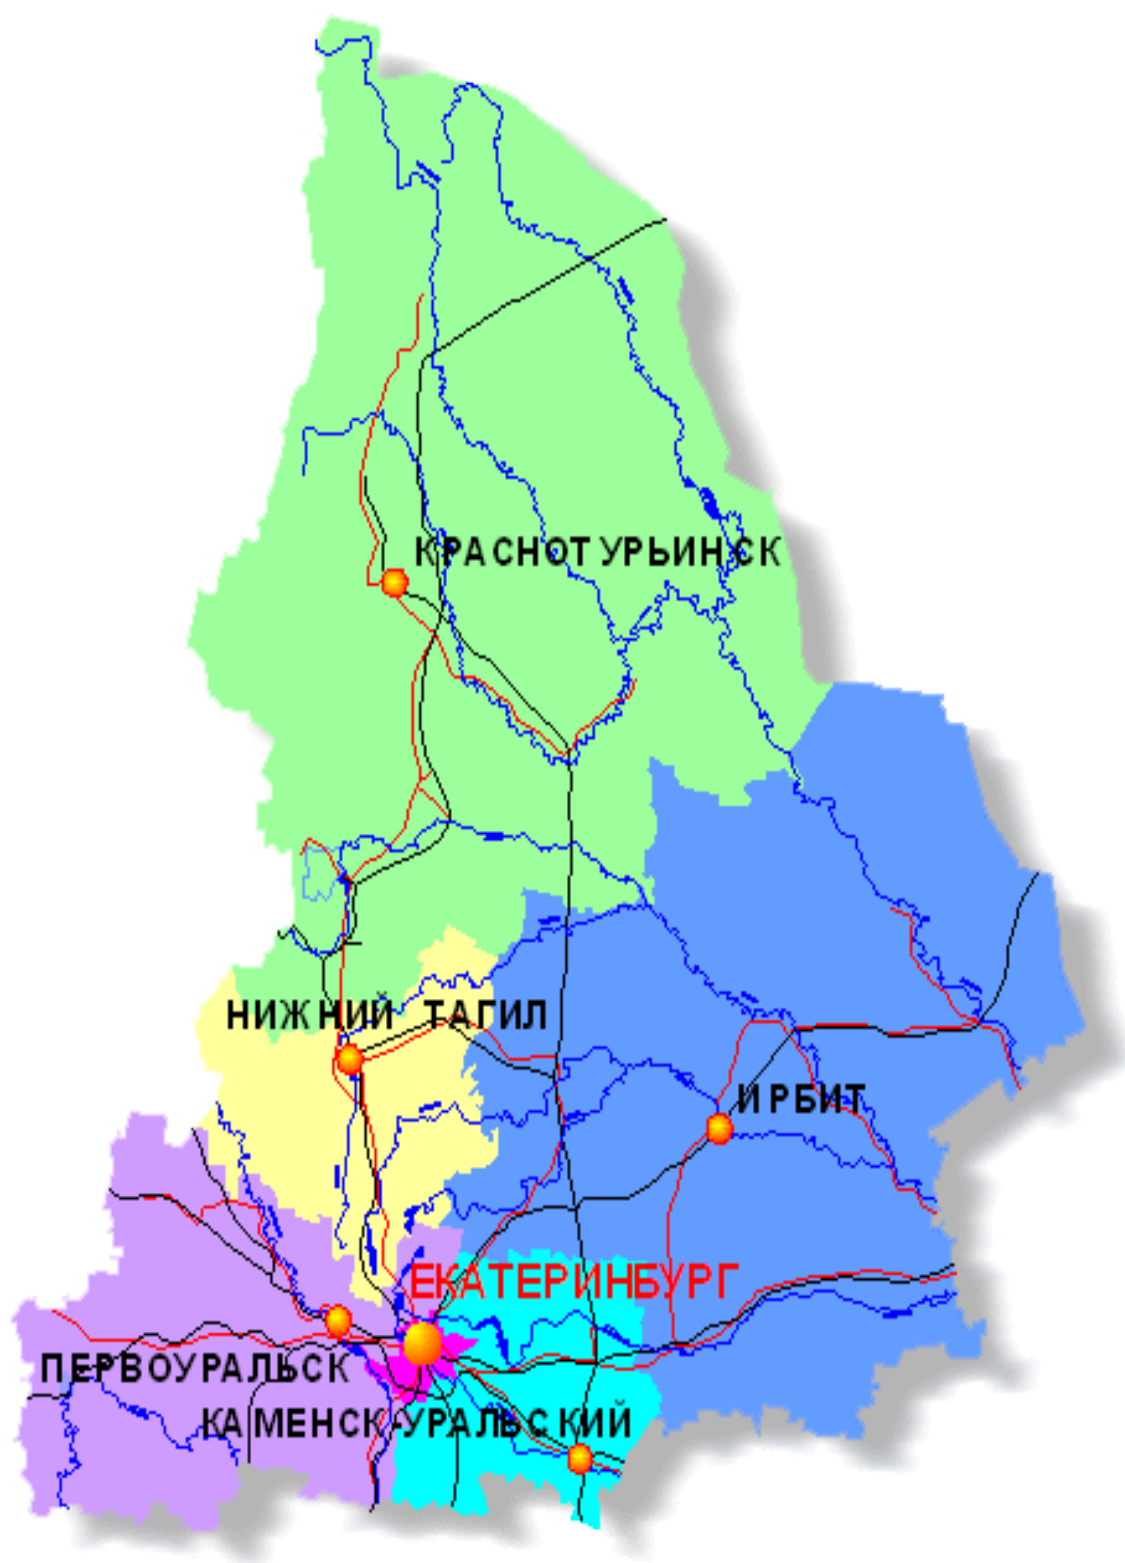 КРАСНОТУРЬИНСК
НИЖНИЙ ТАГИЛ
ИРБИТ
ЕКАТЕРИНБУРГ
ПЕРВОУРАЛЬСК
КАМЕНСК-УРАЛЬСКИЙ